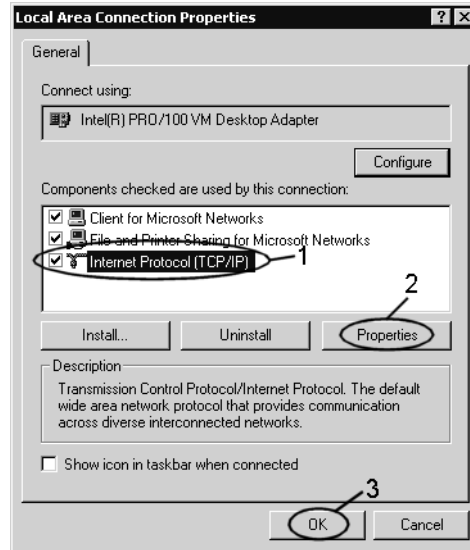 Local Area Connection Properties
General
Connect using:
Intel(R) PRO/100 VM Desktop Adapter
Configure
Components checked are used by this connection:
Client for Microsoft Networks
File and Printer Sharing for Microsoft Networks
Internet Protocol (TCP/IP) 1
2
Install... Uninstall Properties
Description
Transmission Control Protocol/Internet Protocol. The default
wide area network protocol that provides communication
across diverse interconnected networks.
Show icon in taskbar when connected
3
OK Cancel